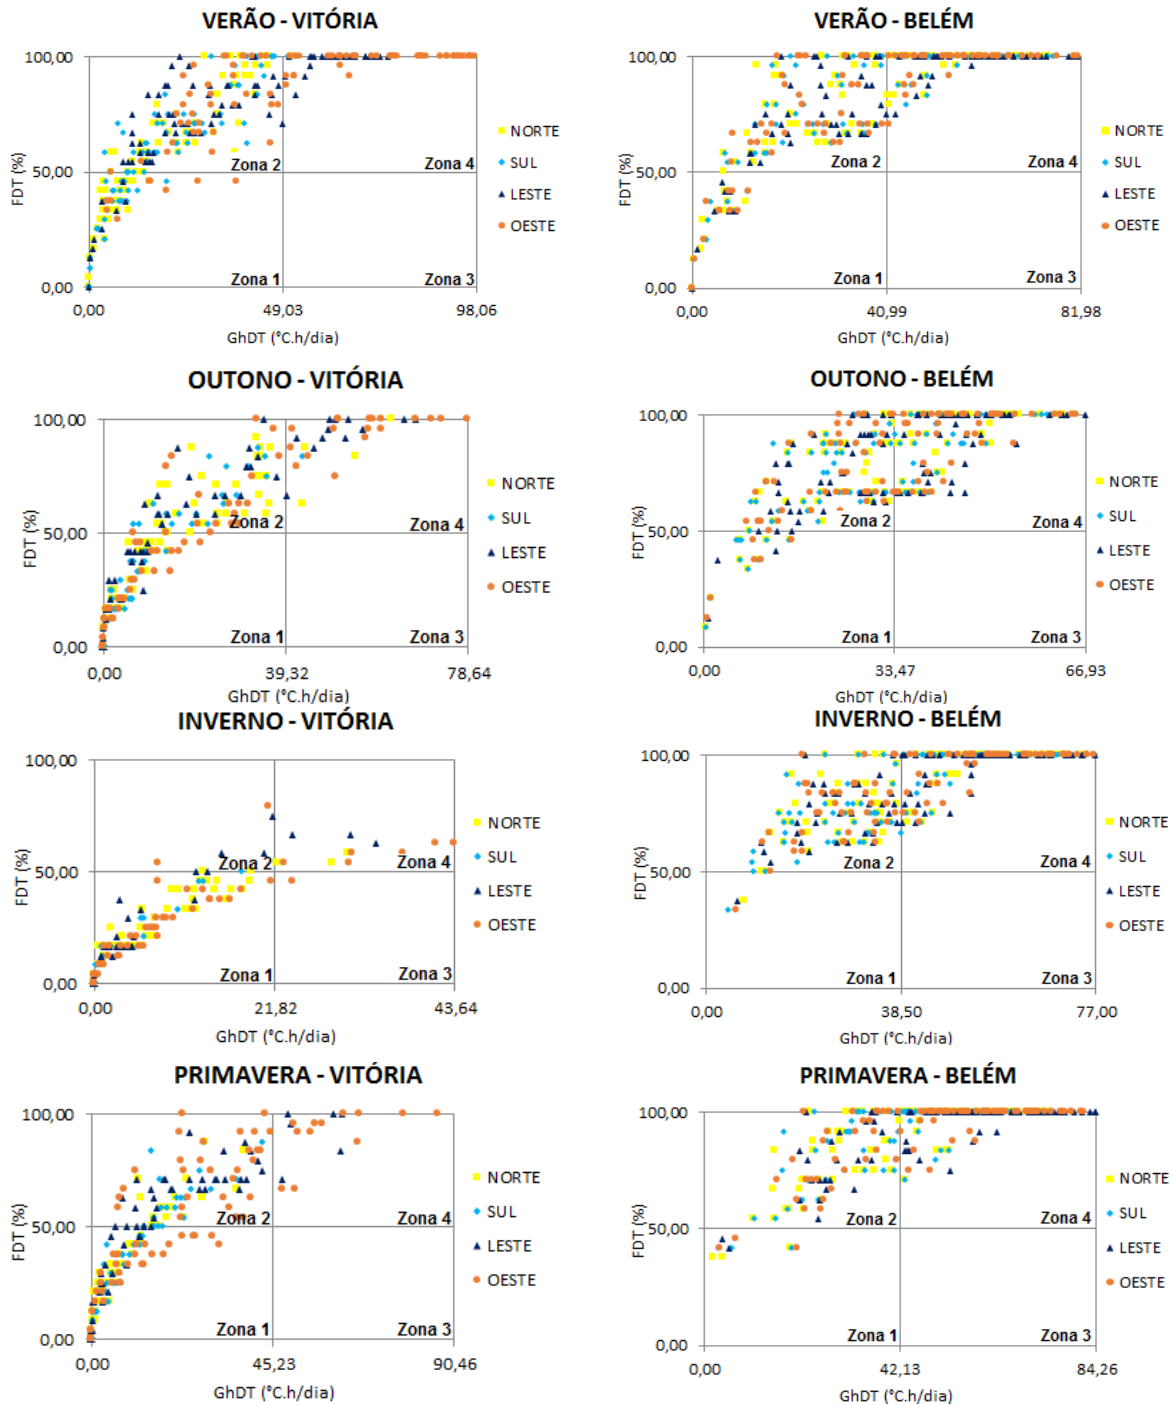 VERÃO - VITÓRIA
100,00
50,00
0,00
FDT (%)
Zona 2
Zona 4
Zona 1
Zona 3
0,00
49,03
98,06
GhDT (°C.h/dia)
NORTE
SUL
LESTE
OESTE
VERÃO - BELÉM
100,00
50,00
0,00
FDT (%)
Zona 2
Zona 4
Zona 1
Zona 3
0,00
40,99
81,98
GhDT (°C.h/dia)
NORTE
SUL
LESTE
OESTE
OUTONO - VITÓRIA
100,00
50,00
0,00
FDT (%)
Zona 2
Zona 4
Zona 1
Zona 3
0,00
39,32
78,64
GhDT (°C.h/dia)
NORTE
SUL
LESTE
OESTE
OUTONO - BELÉM
100,00
50,00
0,00
FDT (%)
Zona 2
Zona 4
Zona 1
Zona 3
0,00
33,47
66,93
GhDT (°C.h/dia)
NORTE
SUL
LESTE
OESTE
INVERNO - VITÓRIA
100,00
50,00
0,00
FDT (%)
Zona 2
Zona 4
Zona 1
Zona 3
0,00
21,82
43,64
GhDT (°C.h/dia)
NORTE
SUL
LESTE
OESTE
INVERNO - BELÉM
100,00
50,00
0,00
FDT (%)
Zona 2
Zona 4
Zona 1
Zona 3
0,00
38,50
77,00
GhDT (°C.h/dia)
NORTE
SUL
LESTE
OESTE
PRIMAVERA - VITÓRIA
100,00
50,00
0,00
FDT (%)
Zona 2
Zona 4
Zona 1
Zona 3
0,00
45,23
90,46
GhDT (°C.h/dia)
NORTE
SUL
LESTE
OESTE
PRIMAVERA - BELÉM
100,00
50,00
0,00
FDT (%)
Zona 2
Zona 4
Zona 1
Zona 3
0,00
42,13
84,26
GhDT (°C.h/dia)
NORTE
SUL
LESTE
OESTE